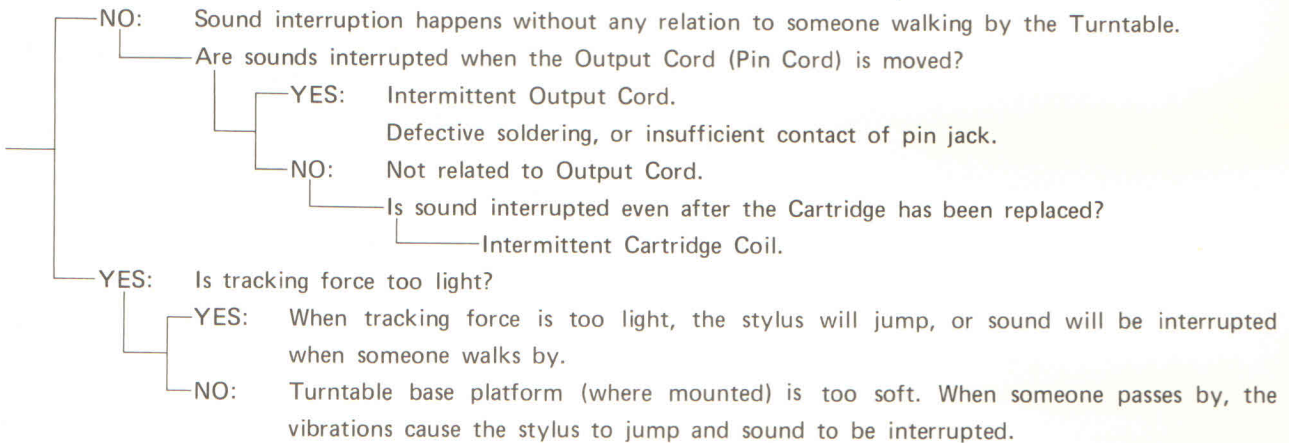 NO: Sound interruption happens without any relation to someone walking by the Turntable.
Are sounds interrupted when the Output Cord (Pin Cord) is moved?
YES: Intermittent Output Cord.
Defective soldering, or insufficient contact of pin jack.
NO: Not related to Output Cord.
Is sound interrupted even after the Cartridge has been replaced?
Intermittent Cartridge Coil.
YES: Is tracking force too light?
YES: When tracking force is too light, the stylus will jump, or sound will be interrupted
when someone walks by.
NO: Turntable base platform (where mounted) is too soft. When someone passes by, the
vibrations cause the stylus to jump and sound to be interrupted.